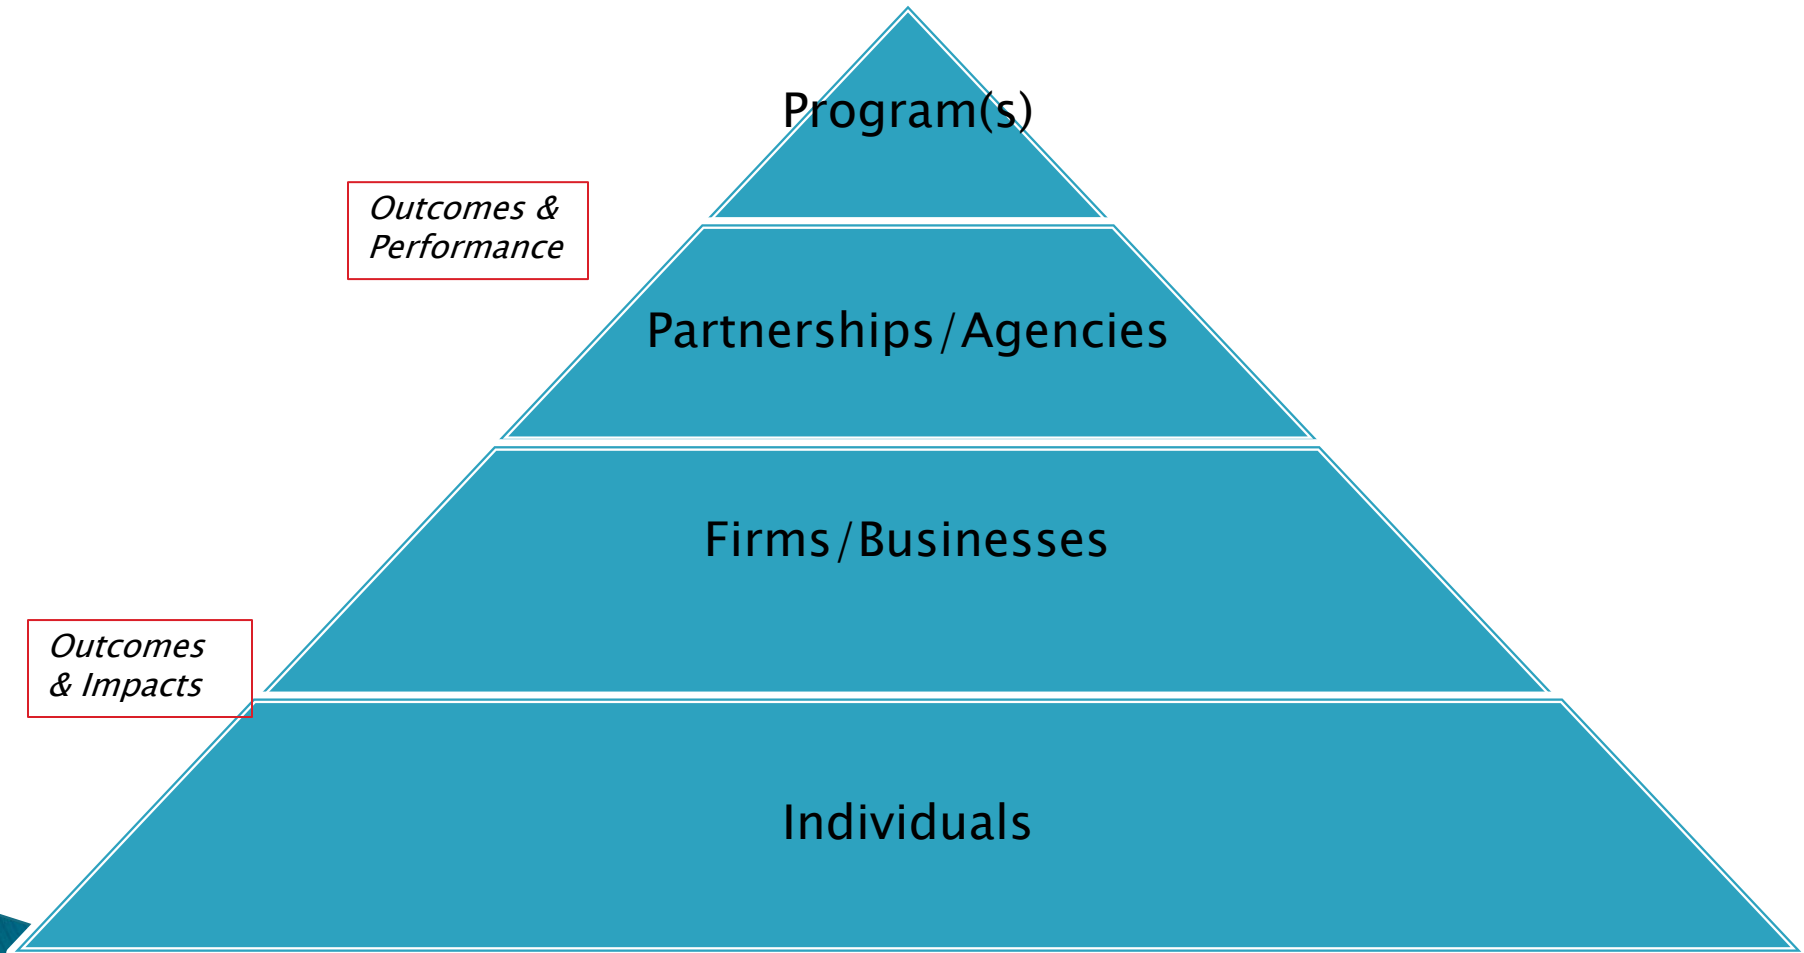 Program(s)
Outcomes &
Performance
Partnerships/Agencies
Firms/Businesses
Outcomes
& Impacts
Individuals